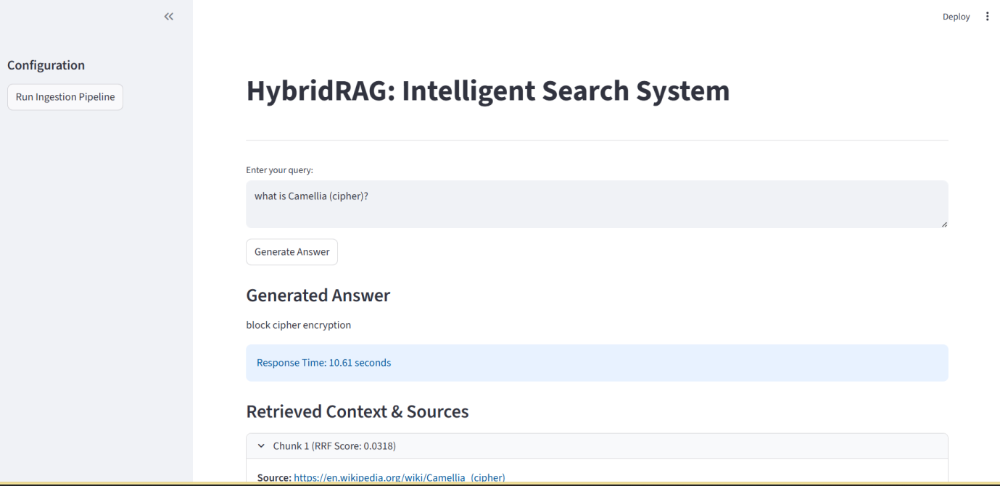 Deploy
Configuration
Run Ingestion Pipeline
HybridRAG: Intelligent Search System
Enter your query:
what is Camellia (cipher)?
Generate Answer
Generated Answer
block cipher encryption
Response Time: 10.61 seconds
Retrieved Context & Sources
Chunk 1 (RRF Score: 0.0318)
Source: https://en.wikipedia.org/wiki/Camellia_(cipher)